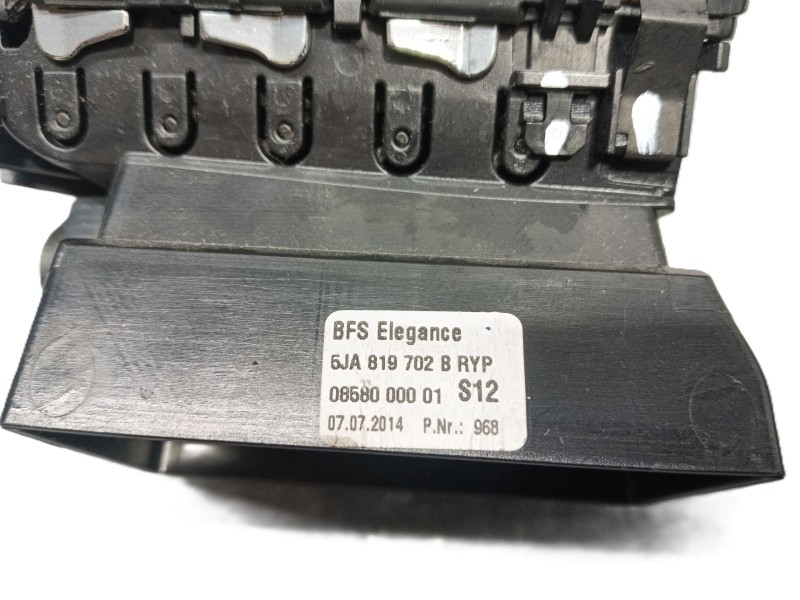 BFS Elegance
5JA 819 702 B RYP
08580 000 01 S12
07.07.2014 P.Nr.: 968